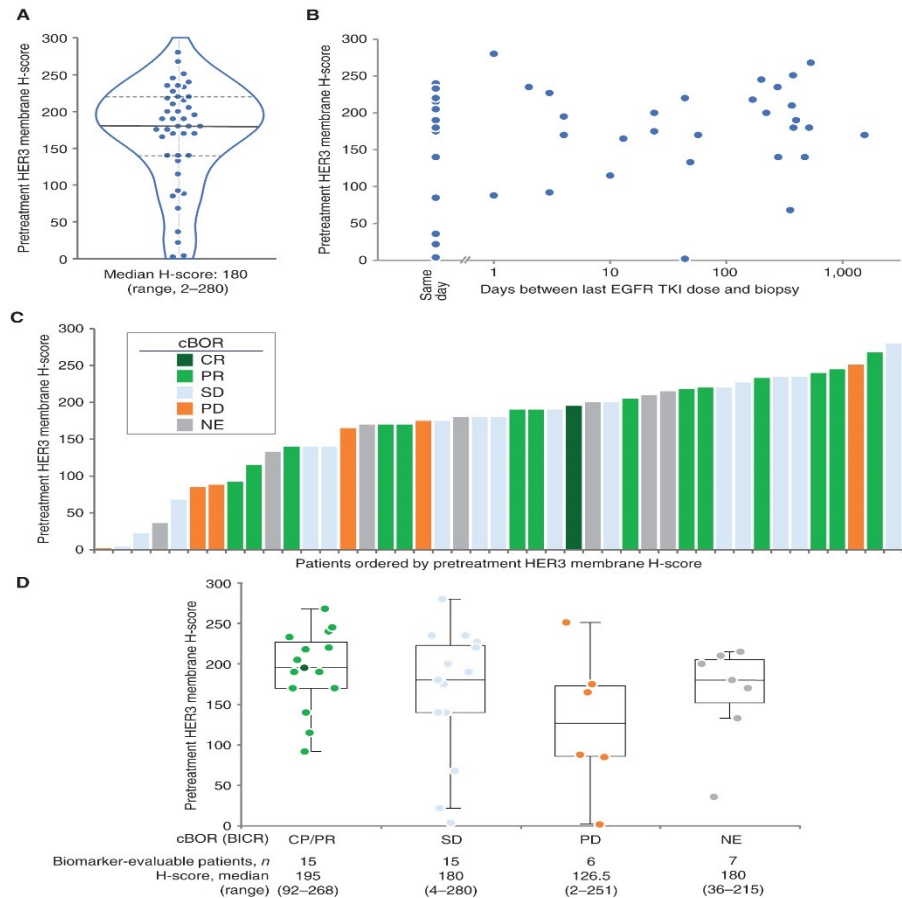 A
Pretreatment HER3 membrane H-score
300
250
200
150
100
50
0
Median H-score: 180
(range, 2–280)
B
Pretreatment HER3 membrane H-score
300
250
200
150
100
50
0
Same day
1
10
100
1,000
Days between last EGFR TKI dose and biopsy
C
Pretreatment HER3 membrane H-score
300
250
200
150
100
50
0
cBOR
CR
PR
SD
PD
NE
Patients ordered by pretreatment HER3 membrane H-score
D
Pretreatment HER3 membrane H-score
300
250
200
150
100
50
0
cBOR (BICR) CP/PR SD PD NE
Biomarker-evaluable patients, n 15 15 6 7
H-score, median 195 180 126.5 180
(range) (92–268) (4–280) (2–251) (36–215)